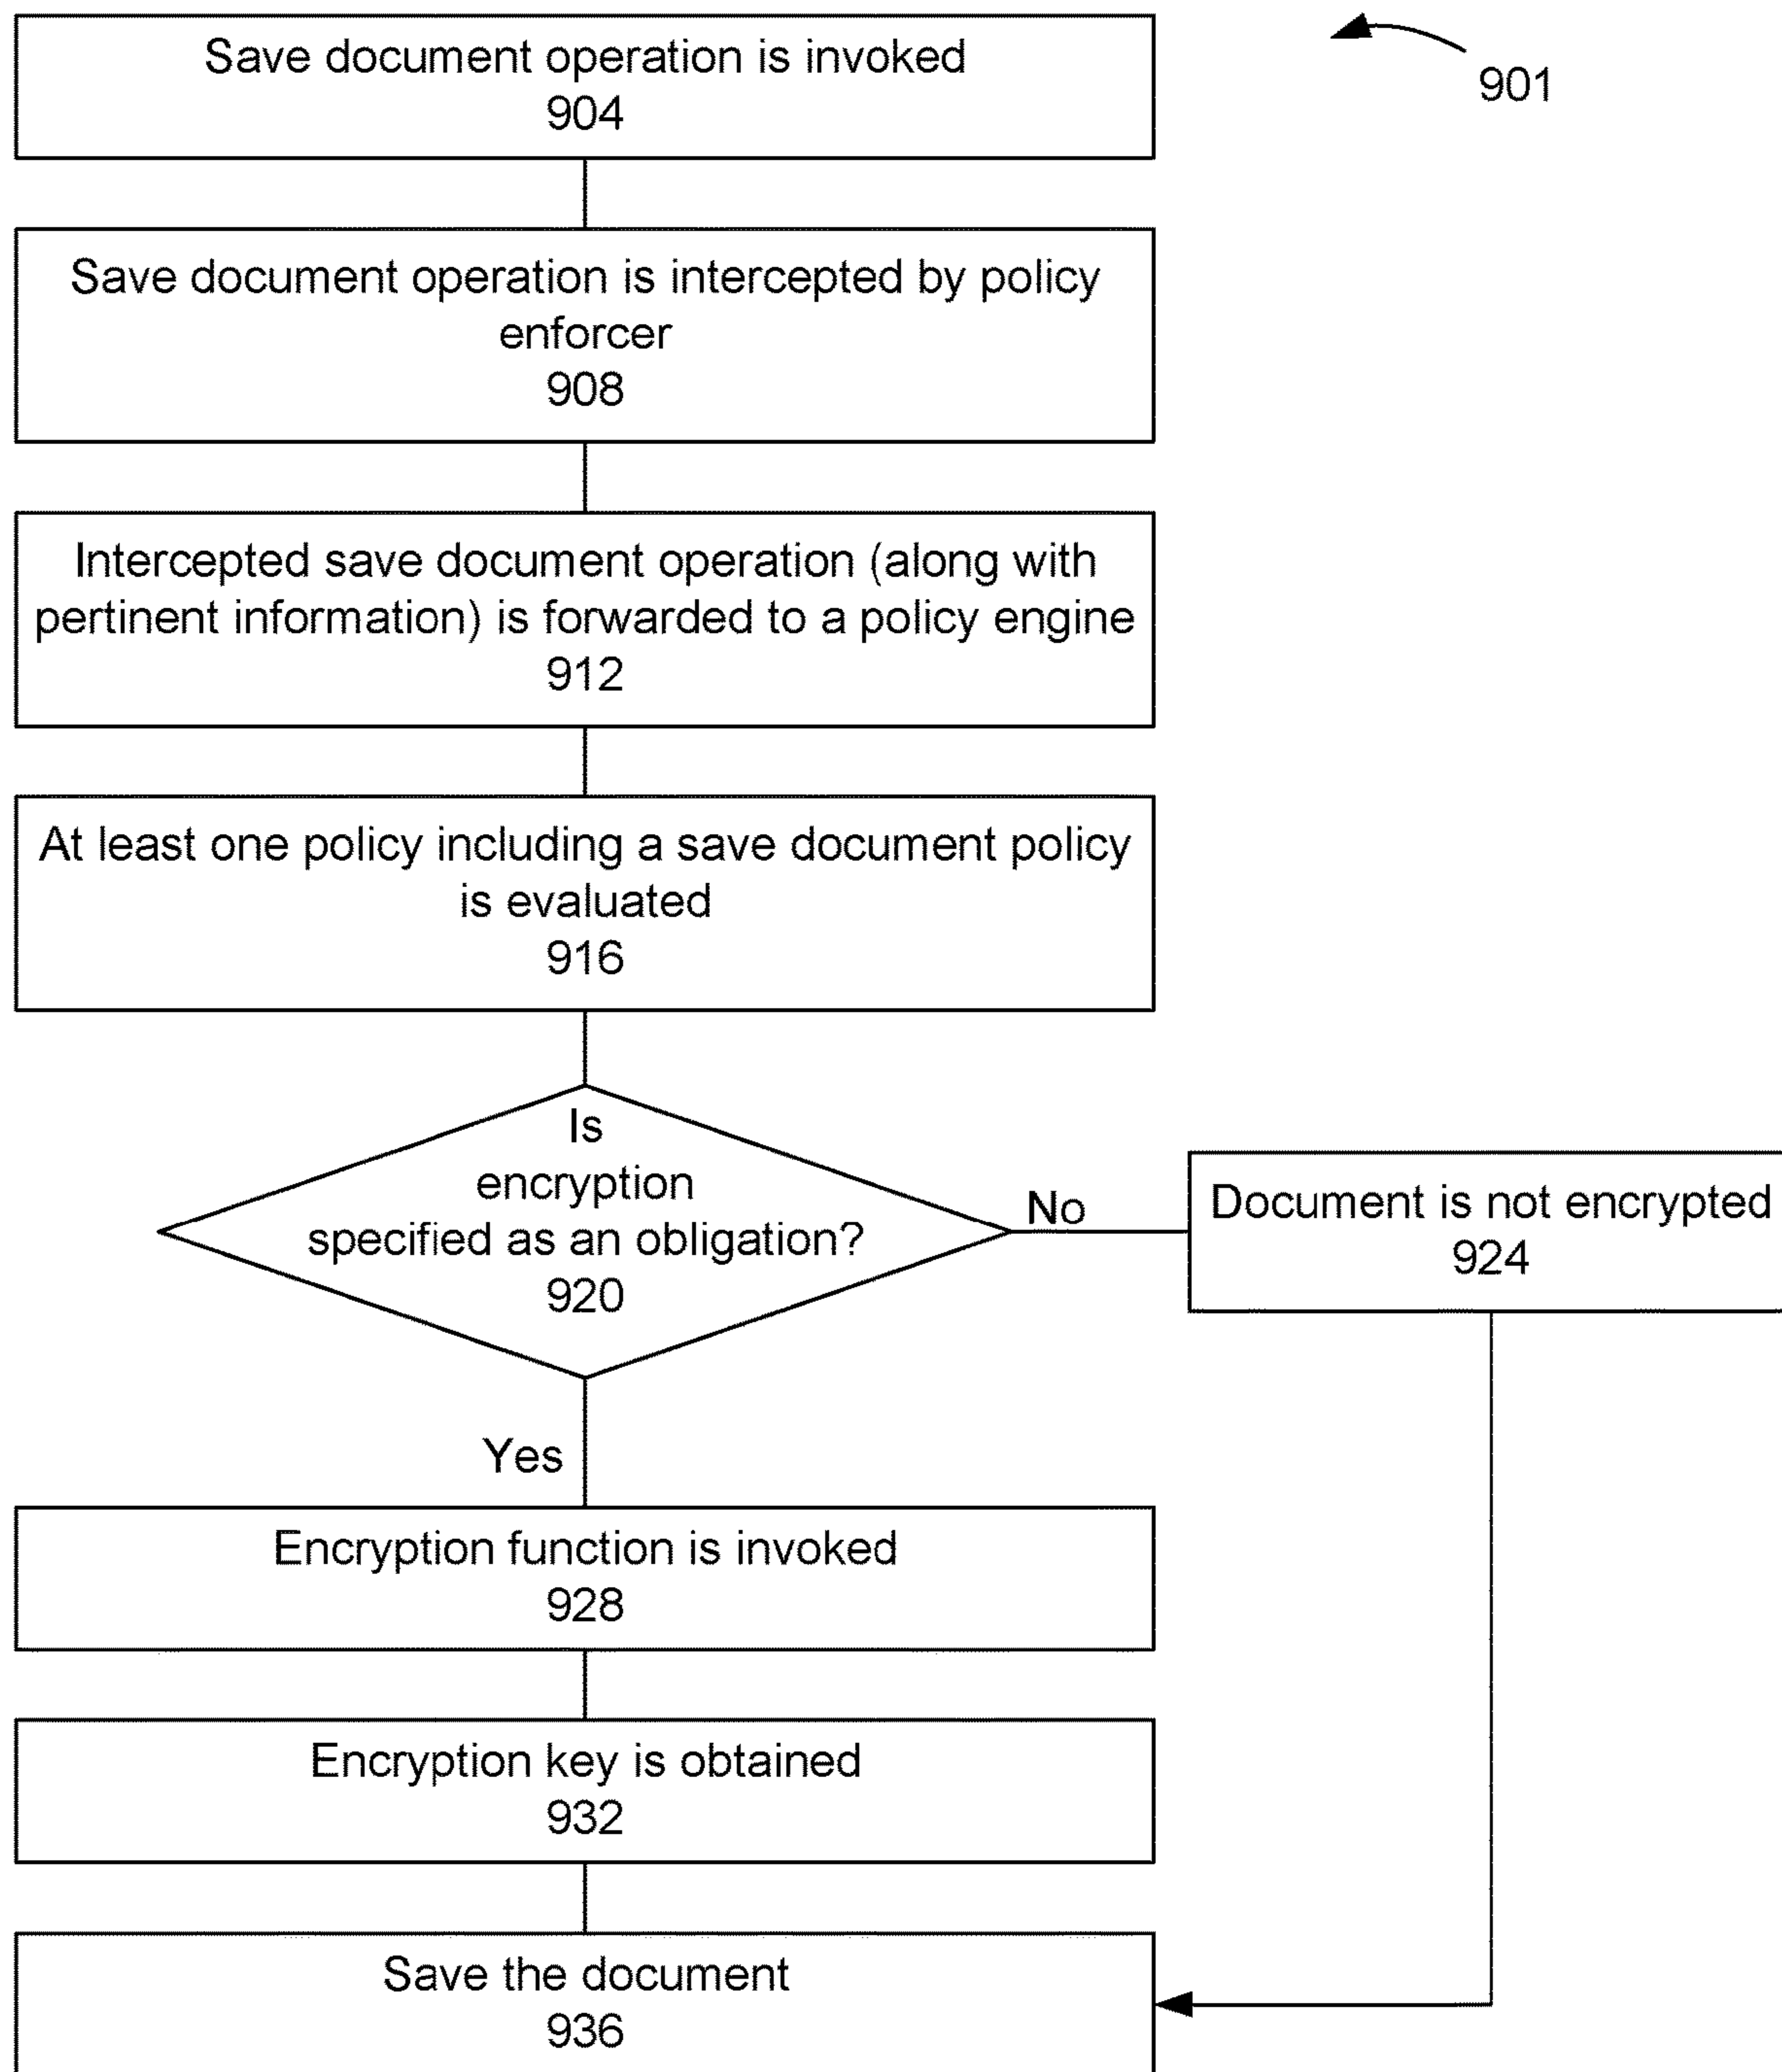 Save document operation is invoked
904
901
Save document operation is intercepted by policy
enforcer
908
Intercepted save document operation (along with
pertinent information) is forwarded to a policy engine
912
At least one policy including a save document policy
is evaluated
916
Is
encryption
specified as an obligation?
920
No
Document is not encrypted
924
Yes
Encryption function is invoked
928
Encryption key is obtained
932
Save the document
936